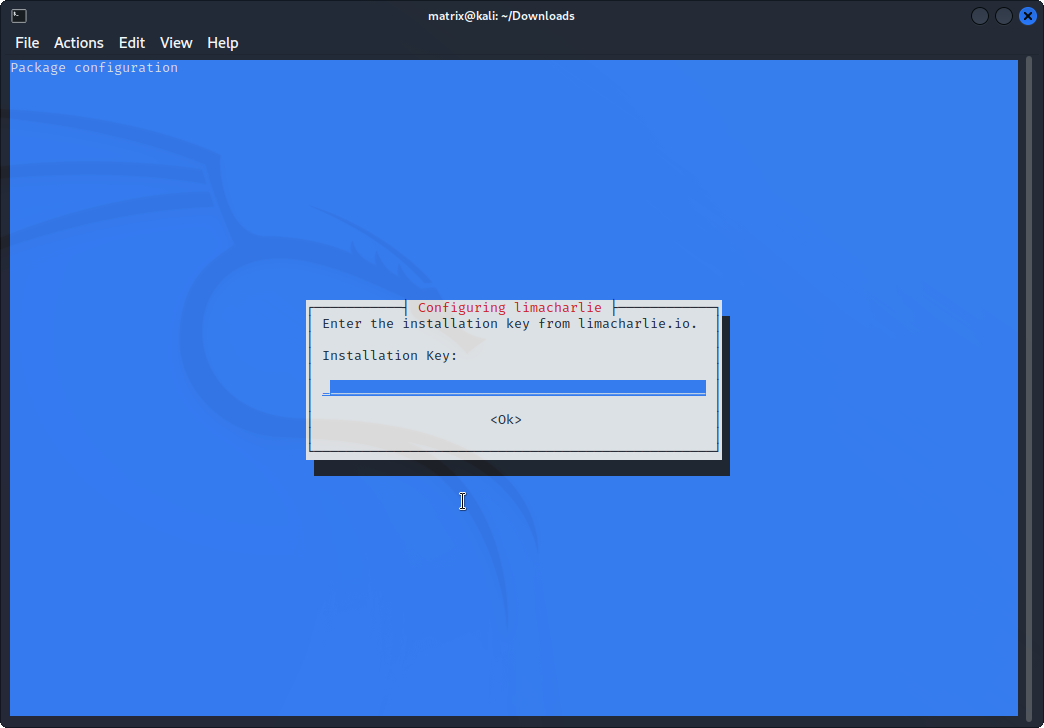 matrix@kali: ~/Downloads
File Actions Edit View Help
Package configuration
Configuring limacharlie
Enter the installation key from limacharlie.io.
Installation Key:
<Ok>